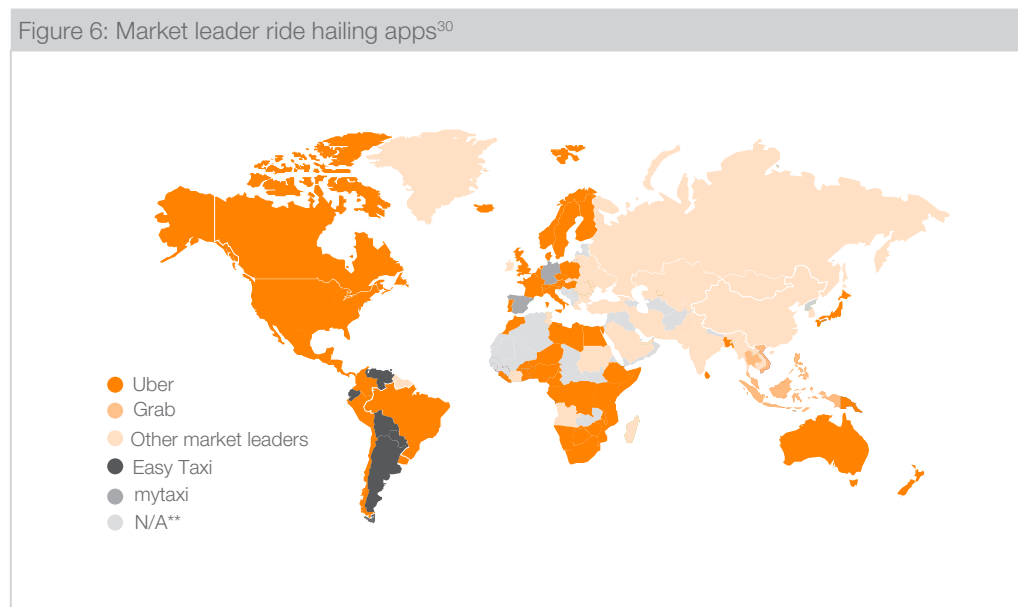 Figure 6: Market leader ride hailing apps³⁰
Uber
Grab
Other market leaders
Easy Taxi
mytaxi
N/A**